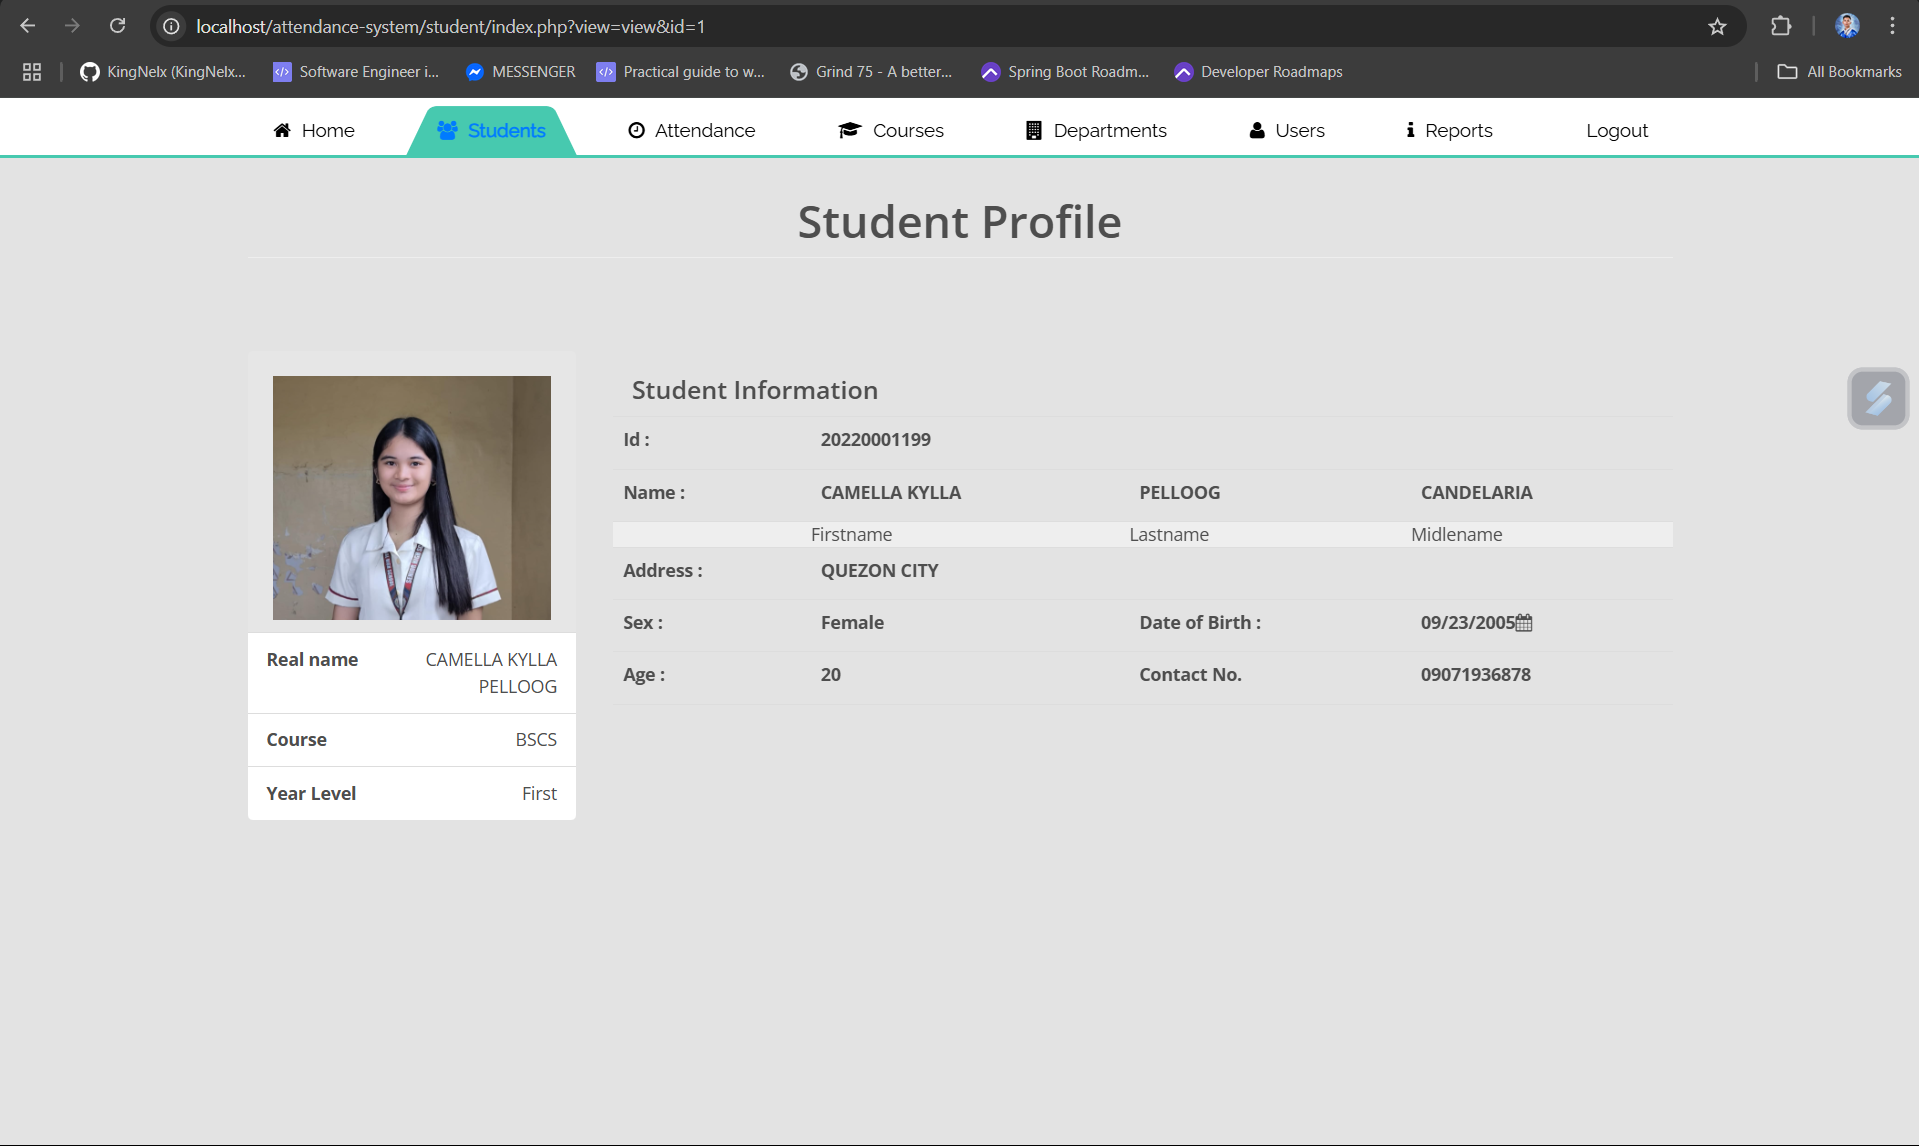 localhost/attendance-system/student/index.php?view=view&id=1
KingNelx (KingNelx... Software Engineer i... MESSENGER Practical guide to w... Grind 75 - A better... Spring Boot Roadm... Developer Roadmaps All Bookmarks
Home Students Attendance Courses Departments Users Reports Logout
Student Profile
Student Information
Id : 20220001199
Name : CAMELLA KYLLA PELLOOG CANDELARIA
Firstname Lastname Midlename
Address : QUEZON CITY
Sex : Female Date of Birth : 09/23/2005
Age : 20 Contact No. 09071936878
Real name CAMELLA KYLLA
PELLOOG
Course BSCS
Year Level First